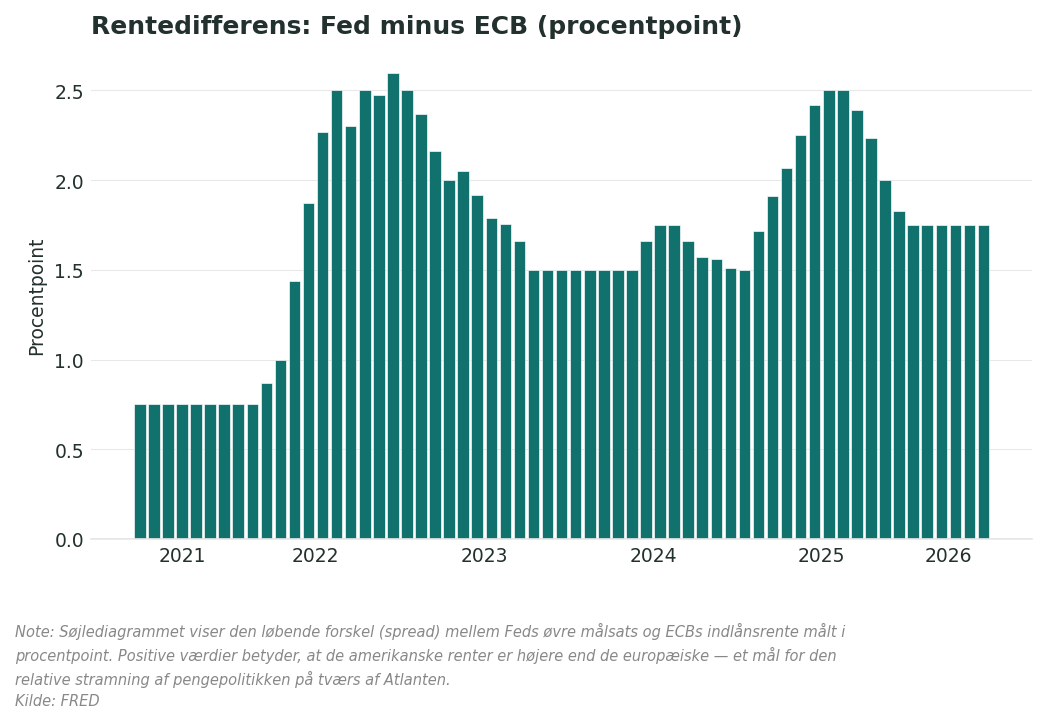 Rentedifferens: Fed minus ECB (procentpoint)
Procentpoint
2.5
2.0
1.5
1.0
0.5
0.0
2021 2022 2023 2024 2025 2026
Note: Søjlediagrammet viser den løbende forskel (spread) mellem Feds øvre målsats og ECBs indlånsrente målt i
procentpoint. Positive værdier betyder, at de amerikanske renter er højere end de europæiske — et mål for den
relative stramning af pengepolitikken på tværs af Atlanten.
Kilde: FRED